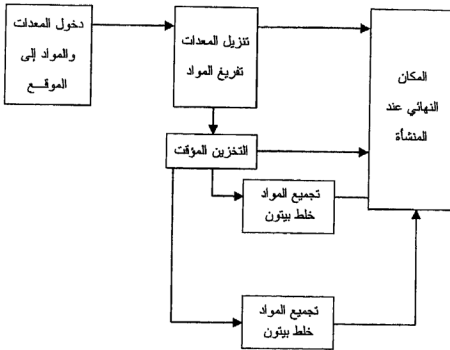 دخول المعدات
والمواد إلى
الموقـــع
تنزيل المعدات
تفريغ المواد
المكان
النهائي عند
المنشأة
التخزين المؤقت
تجميع المواد
خلط بيتون
تجميع المواد
خلط بيتون